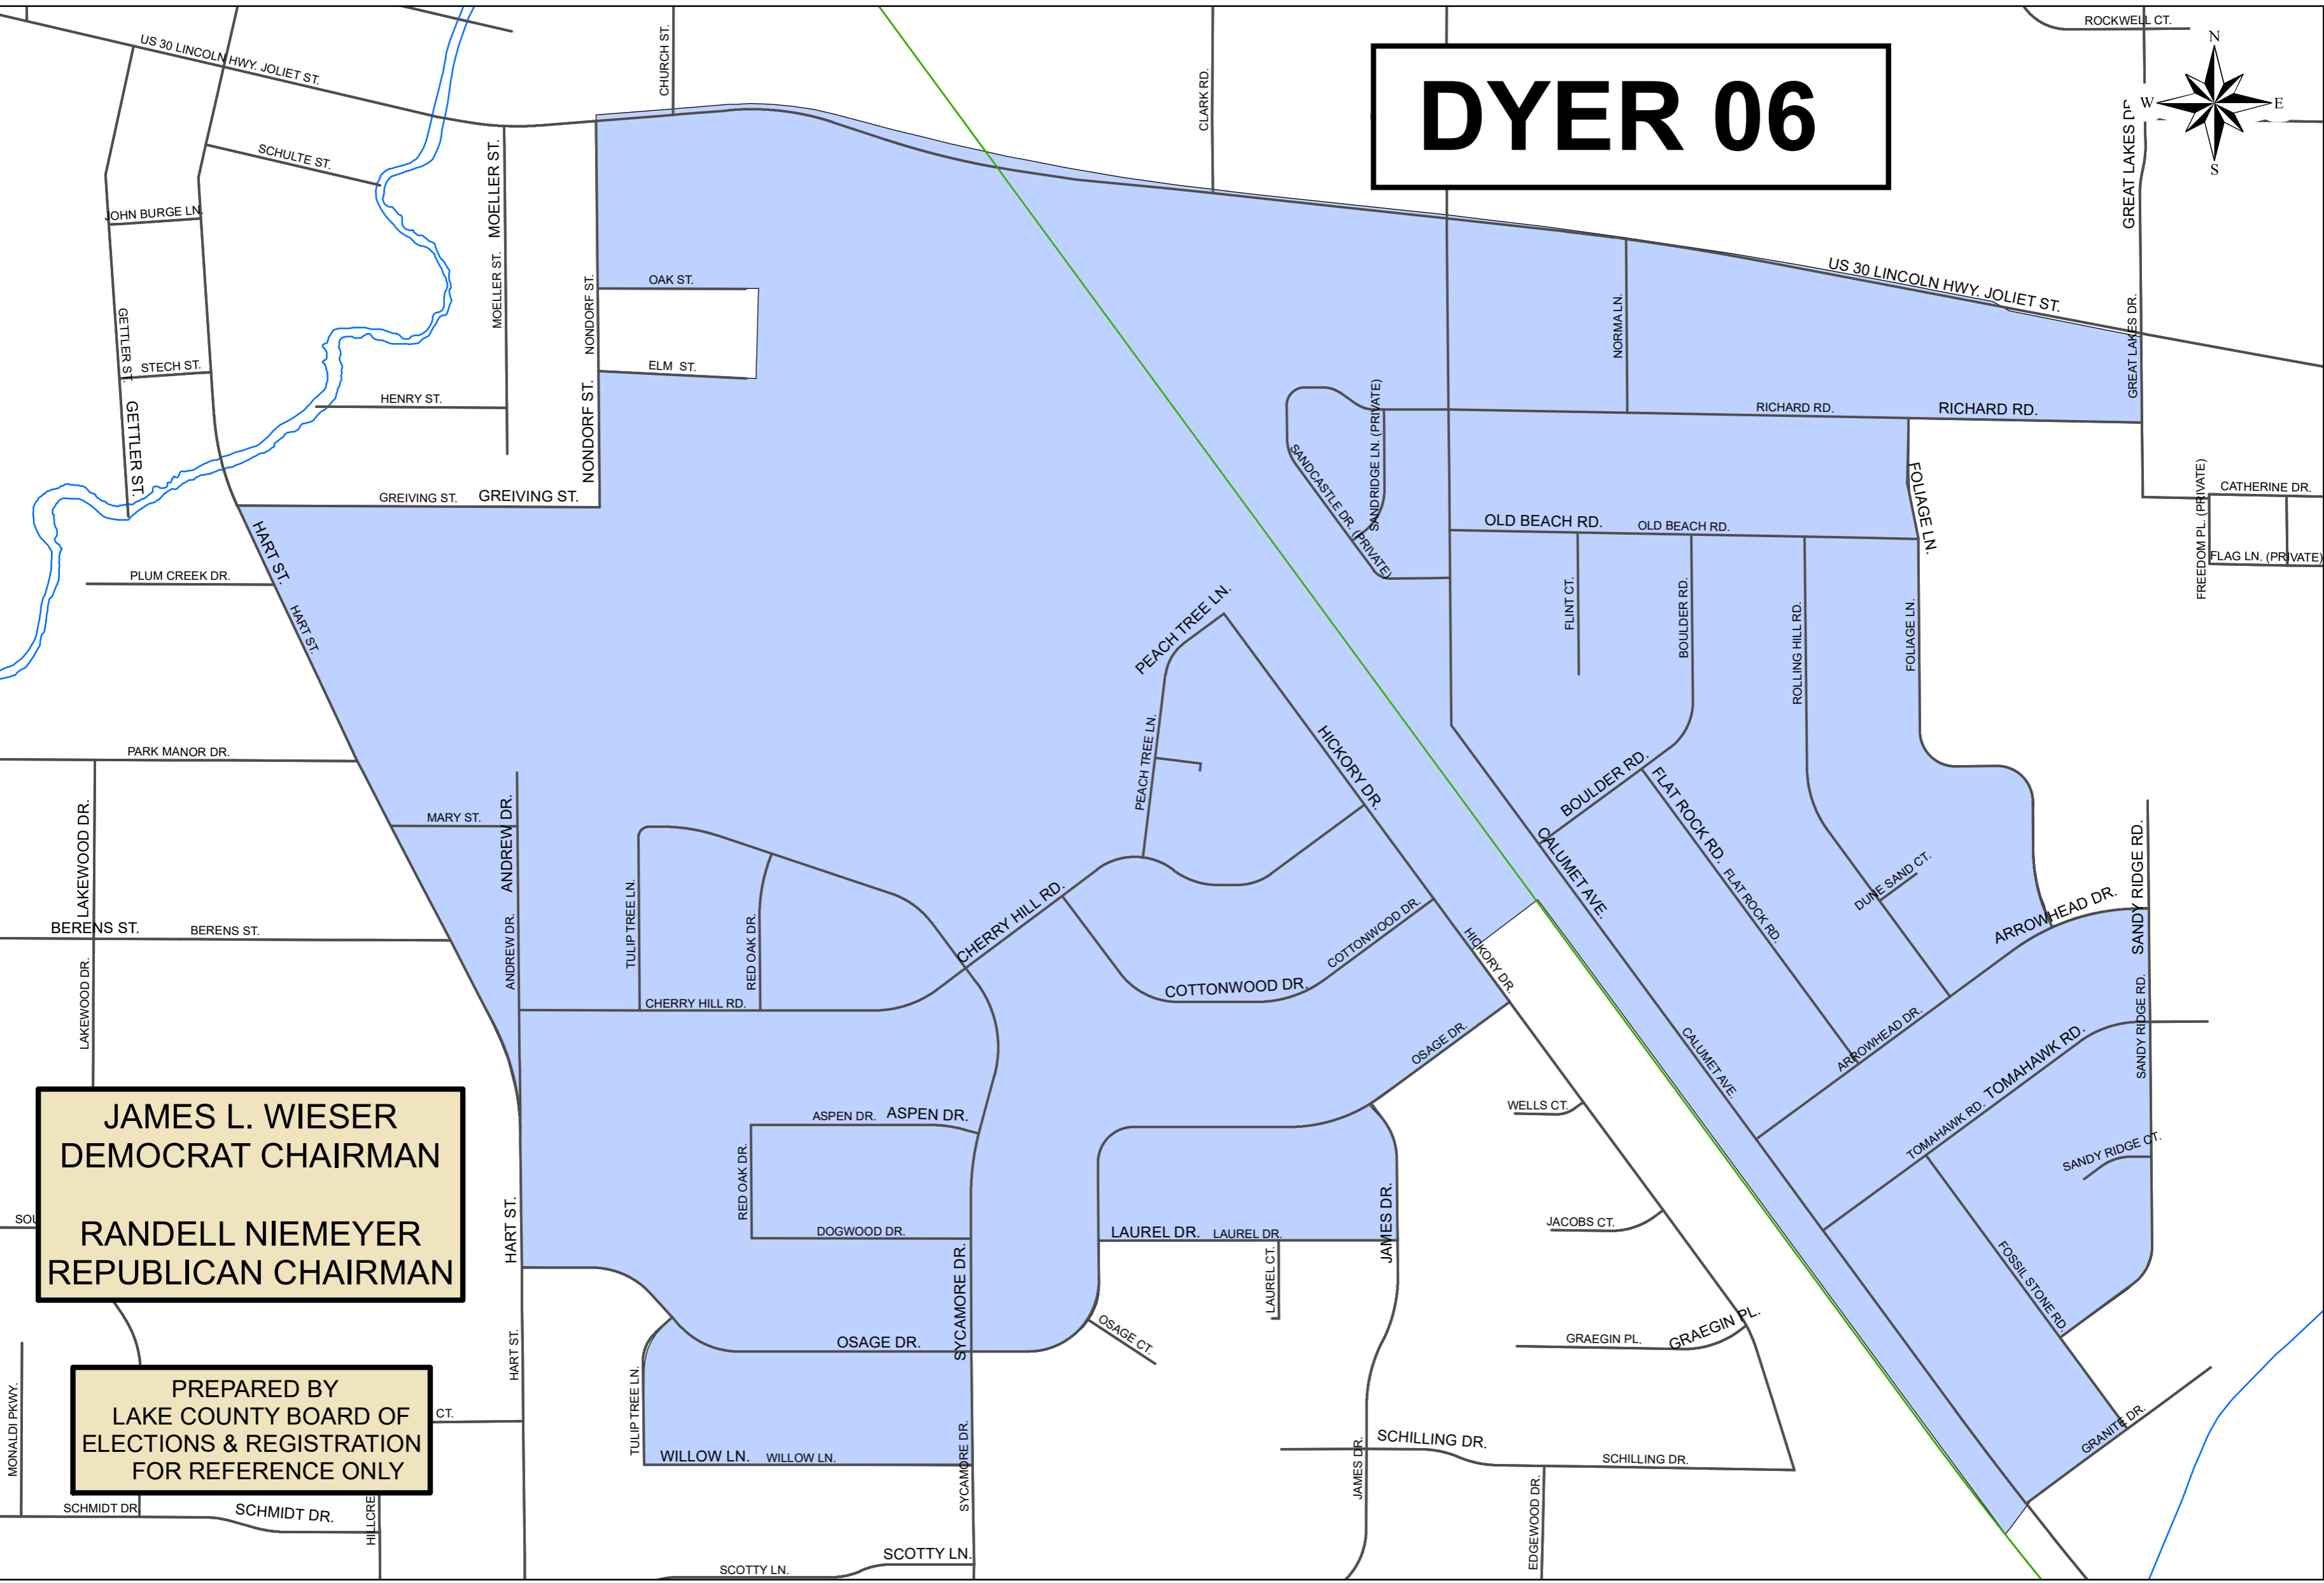 ROCKWELL CT.
US 30 LINCOLN HWY. JOLIET ST.
CHURCH ST.
CLARK RD.
DYER 06
N
W
E
S
GREAT LAKES
SCHULTE ST.
MOELLER ST.
JOHN BURGE LN.
MOELLER ST.
NONDORF ST.
OAK ST.
US 30 LINCOLN HWY. JOLIET ST.
GETTLER ST.
STECH ST.
ELM ST.
NORMA LN.
GREAT LAKES DR.
HENRY ST.
NONDORF ST.
GETTLER ST.
SANDRIDGE LN. (PRIVATE)
RICHARD RD.
RICHARD RD.
GREIVING ST.
GREIVING ST.
SANDCASTLE DR. (PRIVATE)
FOLIAGE LN.
FREEDOM PL. (PRIVATE)
CATHERINE DR.
FLAG LN. (PRIVATE)
OLD BEACH RD.
OLD BEACH RD.
HART ST.
PLUM CREEK DR.
HART ST.
FLINT CT.
BOULDER RD.
ROLLING HILL RD.
FOLIAGE LN.
PEACH TREE LN.
PEACH TREE LN.
HICKORY DR.
PARK MANOR DR.
BOULDER RD.
FLAT ROCK RD.
MARY ST.
ANDREW DR.
LAKEWOOD DR.
CALUMET AVE.
FLAT ROCK RD.
DUNE SAND CT.
SANDY RIDGE RD.
ARROWHEAD DR.
TULIP TREE LN.
RED OAK DR.
CHERRY HILL RD.
COTTONWOOD DR.
HICKORY DR.
BERENS ST.
BERENS ST.
ANDREW DR.
LAKEWOOD DR.
CHERRY HILL RD.
COTTONWOOD DR.
SANDY RIDGE RD.
OSAGE DR.
CALUMET AVE.
ARROWHEAD DR.
TOMAHAWK RD.
TOMAHAWK RD.
JAMES L. WIESER
DEMOCRAT CHAIRMAN
RANDELL NIEMEYER
REPUBLICAN CHAIRMAN
ASPEN DR.
ASPEN DR.
WELLS CT.
SANDY RIDGE CT.
RED OAK DR.
HART ST.
DOGWOOD DR.
LAUREL DR.
LAUREL DR.
JAMES DR.
JACOBS CT.
LAUREL CT.
SYCAMORE DR.
FOSSIL STONE RD.
OSAGE DR.
OSAGE CT.
GRAEGIN PL.
GRAEGIN PL.
HART ST.
TULIP TREE LN.
MONALDI PKWY.
PREPARED BY
LAKE COUNTY BOARD OF
ELECTIONS & REGISTRATION
FOR REFERENCE ONLY
CT.
GRANITE DR.
WILLOW LN.
WILLOW LN.
SYCAMORE DR.
JAMES DR.
SCHILLING DR.
SCHILLING DR.
SCHMIDT DR
SCHMIDT DR.
HILLCRE
EDGEWOOD DR.
SCOTTY LN.
SCOTTY LN.